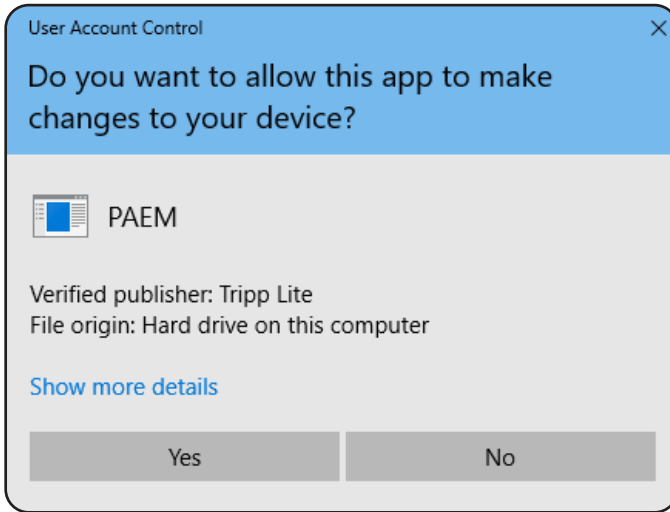 User Account Control
Do you want to allow this app to make
changes to your device?
PAEM
Verified publisher: Tripp Lite
File origin: Hard drive on this computer
Show more details
Yes
No